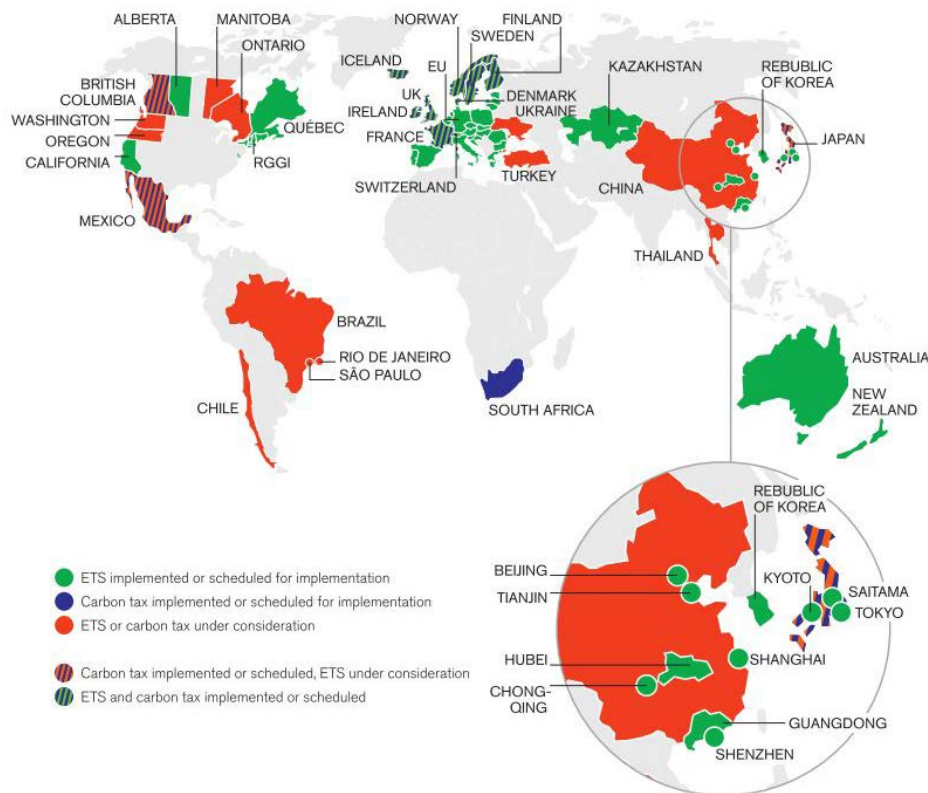 ALBERTA
MANITOBA
ONTARIO
BRITISH
COLUMBIA
WASHINGTON
OREGON
CALIFORNIA
QUÉBEC
RGGI
MEXICO
NORWAY
SWEDEN
FINLAND
ICELAND
EU
UK
IRELAND
FRANCE
DENMARK
UKRAINE
SWITZERLAND
TURKEY
KAZAKHSTAN
REPUBLIC
OF KOREA
JAPAN
CHINA
THAILAND
BRAZIL
RIO DE JANEIRO
SÃO PAULO
CHILE
SOUTH AFRICA
AUSTRALIA
NEW
ZEALAND
REBUBLIC
OF KOREA
BEIJING
TIANJIN
KYOTO
SAITAMA
TOKYO
HUBEI
SHANGHAI
CHONG-
QING
GUANGDONG
SHENZHEN
ETS implemented or scheduled for implementation
Carbon tax implemented or scheduled for implementation
ETS or carbon tax under consideration
Carbon tax implemented or scheduled, ETS under consideration
ETS and carbon tax implemented or scheduled